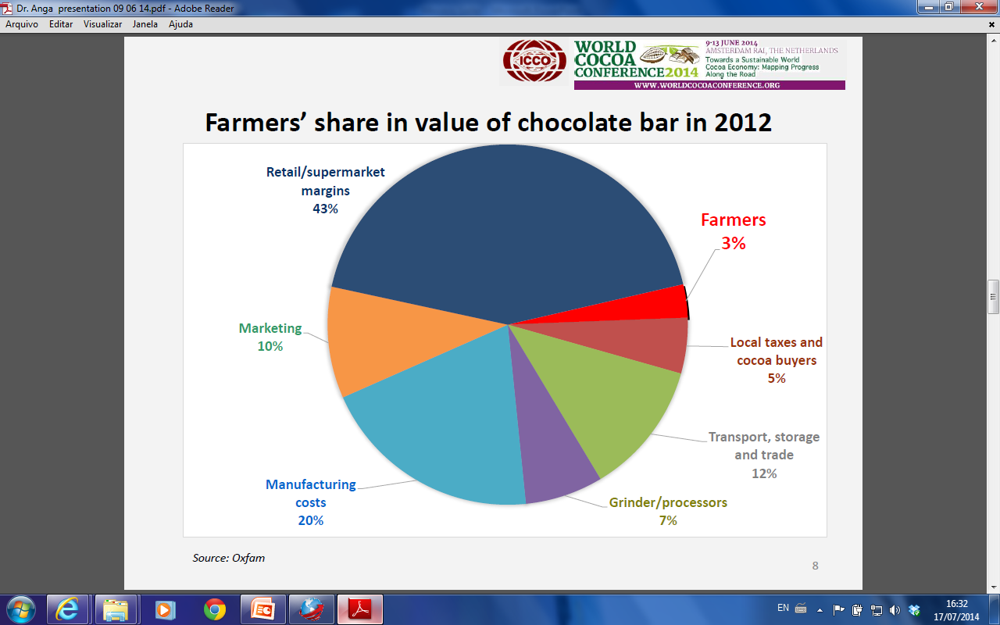 Dr. Anga  presentation 09 06 14.pdf - Adobe Reader
Arquivo Editar Visualizar Janela Ajuda
ICCO
WORLD
COCOA
CONFERENCE2014
9-13 JUNE 2014
AMSTERDAM RAI, THE NETHERLANDS
Towards a Sustainable World
Cocoa Economy: Mapping Progress
Along the Road
WWW.WORLDCOCOACONFERENCE.ORG
Farmers’ share in value of chocolate bar in 2012
Retail/supermarket
margins
43%
Farmers
3%
Marketing
10%
Local taxes and
cocoa buyers
5%
Transport, storage
and trade
12%
Manufacturing
costs
20%
Grinder/processors
7%
Source: Oxfam
8
EN
16:32
17/07/2014